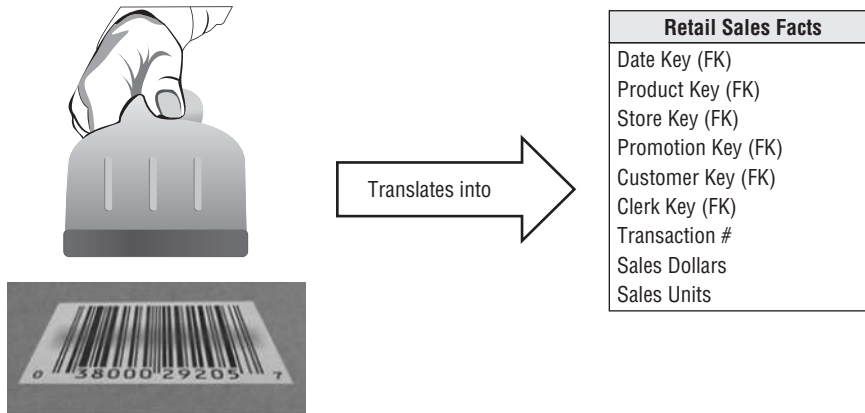 Translates into
0 38000 29205 7
Retail Sales Facts
Date Key (FK)
Product Key (FK)
Store Key (FK)
Promotion Key (FK)
Customer Key (FK)
Clerk Key (FK)
Transaction #
Sales Dollars
Sales Units